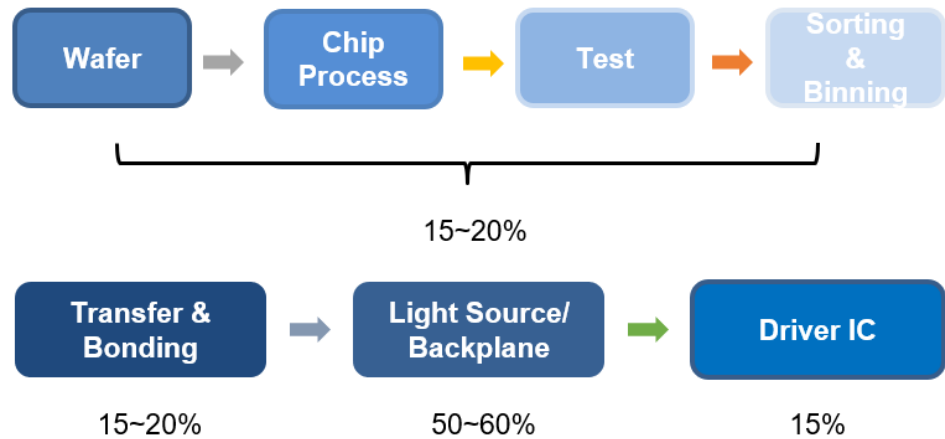 Wafer
Chip
Process
Test
Sorting
&
Binning
15~20%
Transfer &
Bonding
Light Source/
Backplane
Driver IC
15~20%
50~60%
15%